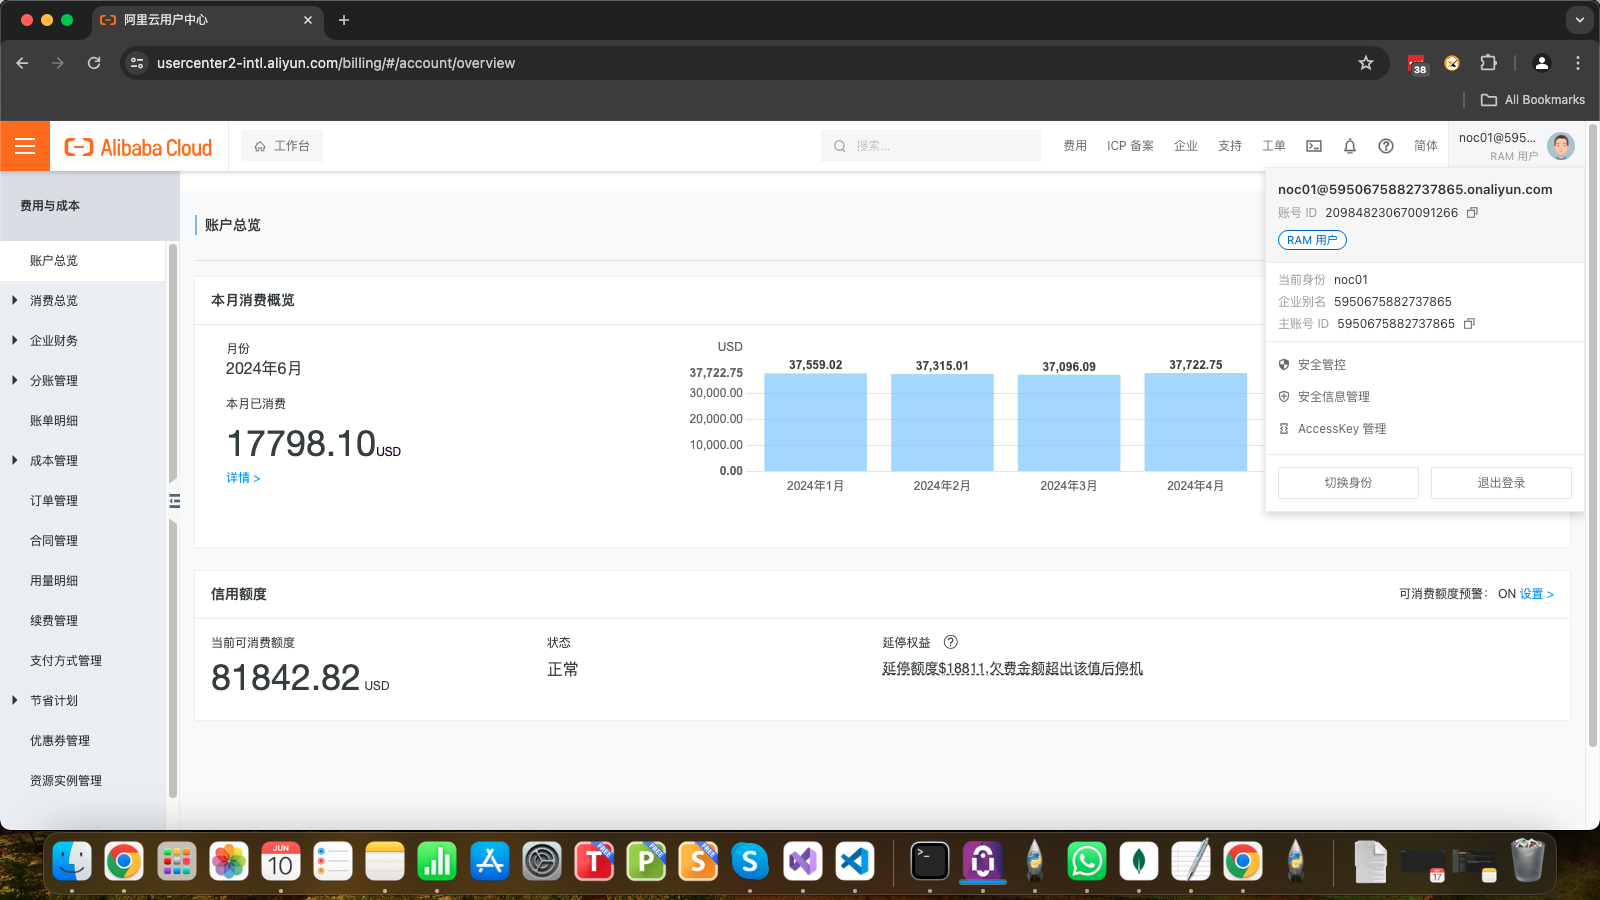 阿里云用户中心
usercenter2-intl.aliyun.com/billing/#/account/overview
38
All Bookmarks
Alibaba Cloud
工作台
搜索...
费用
ICP 备案
企业
支持
工单
简体
noc01@595...
RAM 用户
noc01@5950675882737865.onaliyun.com
账号 ID 209848230670091266
RAM 用户
当前身份 noc01
企业别名 5950675882737865
主账号 ID 5950675882737865
安全管控
安全信息管理
AccessKey 管理
切换身份
退出登录
费用与成本
账户总览
消费总览
企业财务
分账管理
账单明细
成本管理
订单管理
合同管理
用量明细
续费管理
支付方式管理
节省计划
优惠券管理
资源实例管理
账户总览
本月消费概览
月份
2024年6月
本月已消费
17798.10USD
详情 >
USD
37,722.75
30,000.00
20,000.00
10,000.00
0.00
37,559.02
37,315.01
37,096.09
37,722.75
2024年1月
2024年2月
2024年3月
2024年4月
信用额度
可消费额度预警： ON 设置 >
当前可消费额度
81842.82 USD
状态
正常
延停权益
延停额度$18811,欠费金额超出该值后停机
JUN
10
T
FREE
P
FREE
S
FREE
S
17